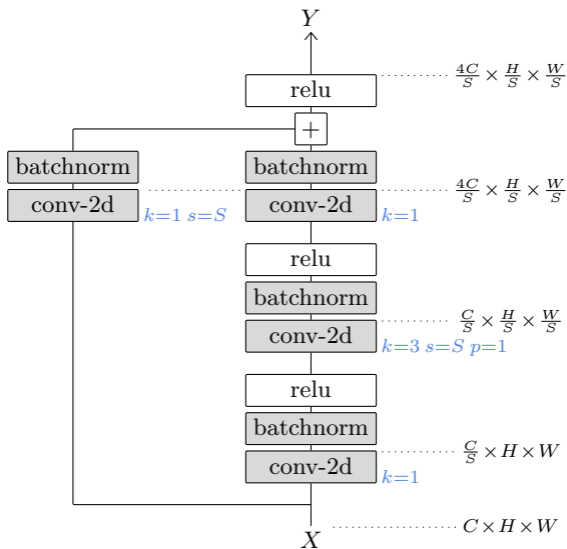 Y
relu
4C/S × H/S × W/S
+
batchnorm
batchnorm
conv-2d
k=1 s=S
conv-2d
k=1
4C/S × H/S × W/S
relu
batchnorm
conv-2d
k=3 s=S p=1
C/S × H/S × W/S
relu
batchnorm
conv-2d
k=1
C/S × H × W
X
C × H × W